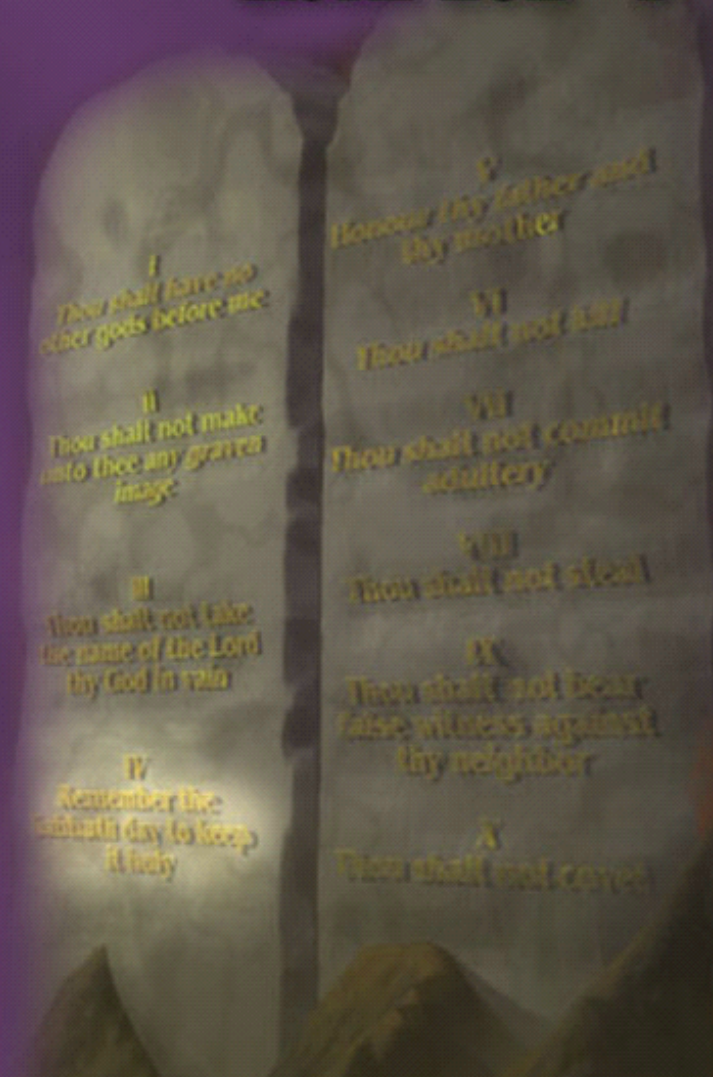 I
Thou shalt have no
other gods before me
II
Thou shalt not make
unto thee any graven
image
III
Thou shalt not take
the name of the Lord
thy God in vain
IV
Remember the
Sabbath day to keep
it holy
V
Honour thy father and
thy mother
VI
Thou shalt not kill
VII
Thou shalt not commit
adultery
VIII
Thou shalt not steal
IX
Thou shalt not bear
false witness against
thy neighbor
X
Thou shalt not covet